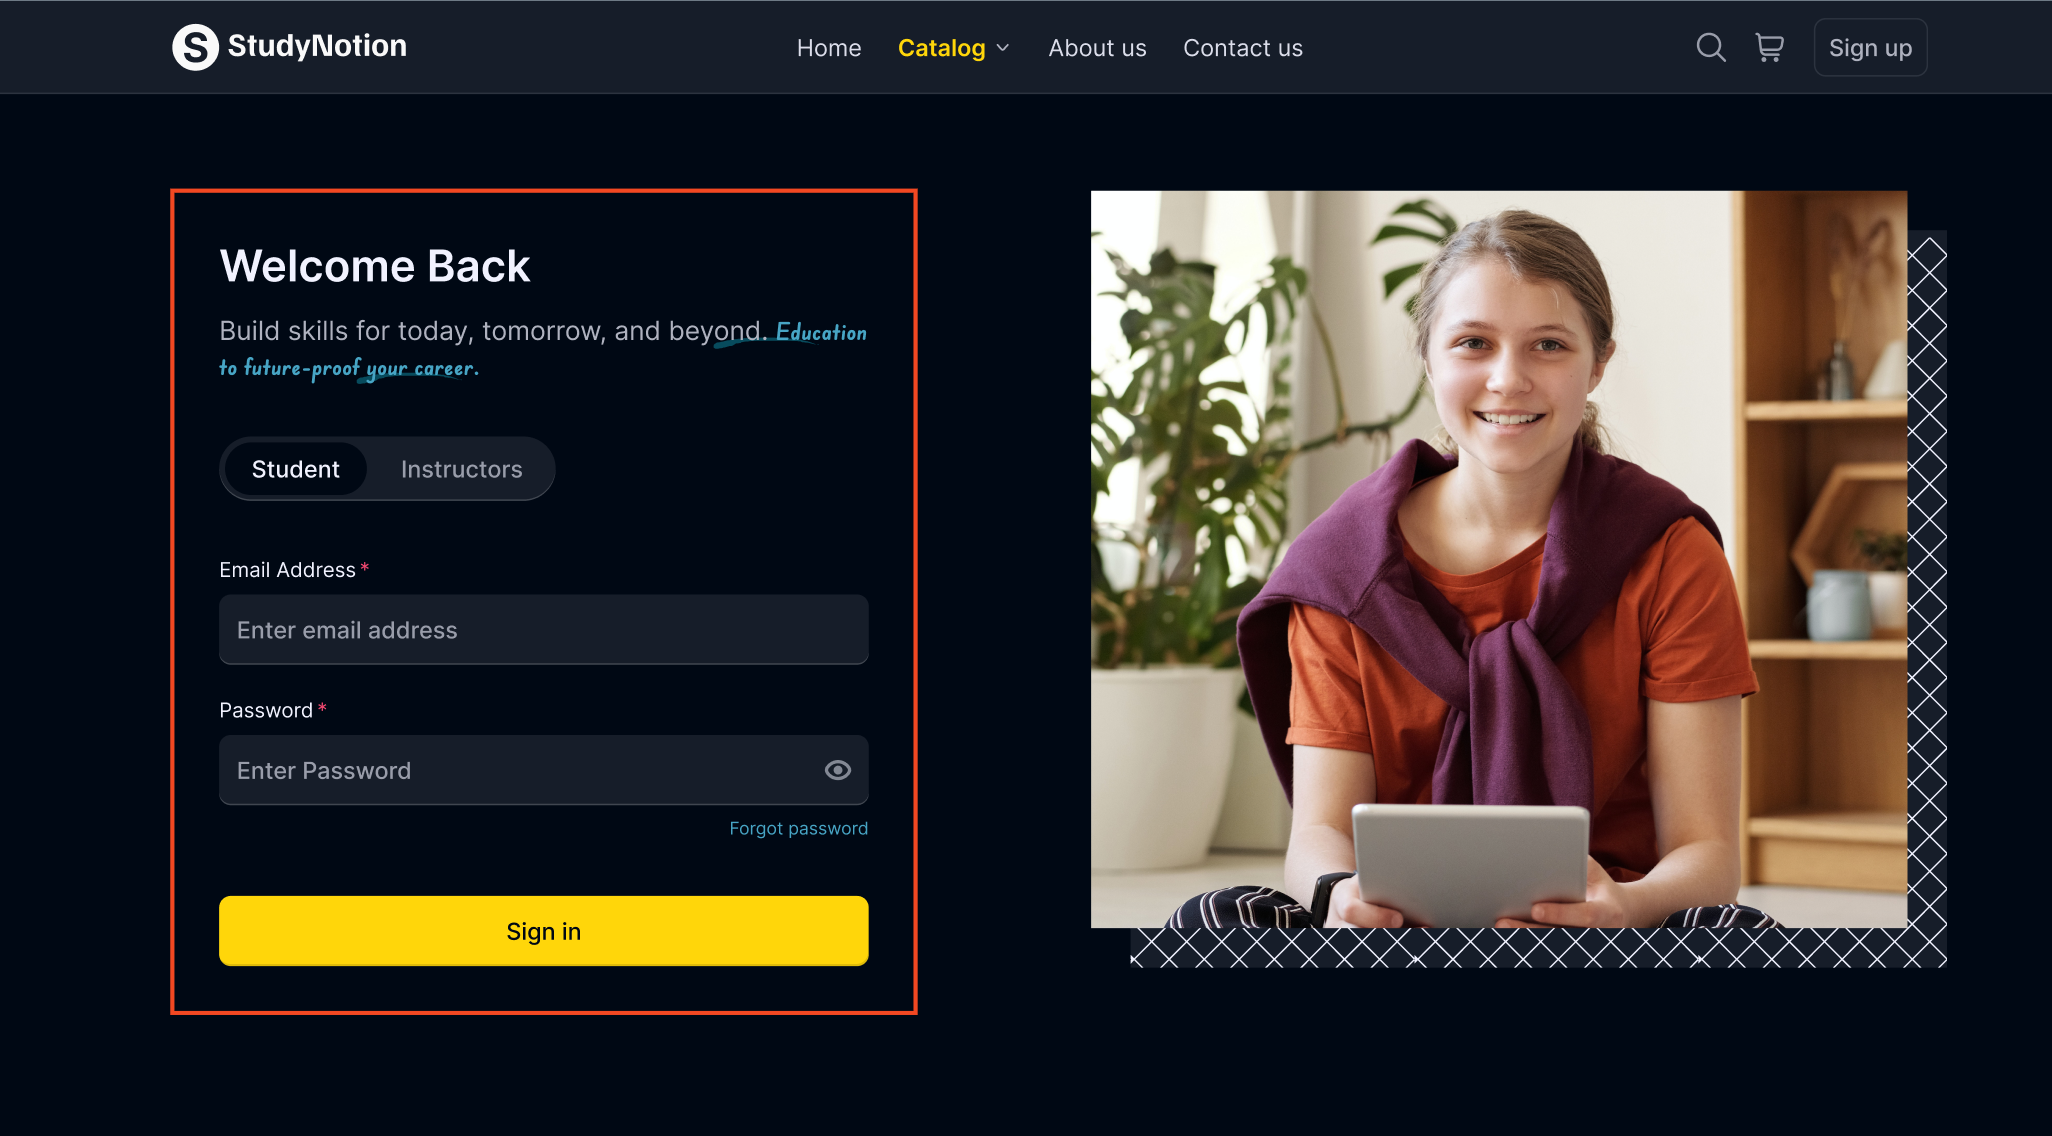 StudyNotion
Home Catalog About us Contact us
Sign up
Welcome Back
Build skills for today, tomorrow, and beyond. Education
to future-proof your career.
Student Instructors
Email Address *
Enter email address
Password *
Enter Password
Forgot password
Sign in